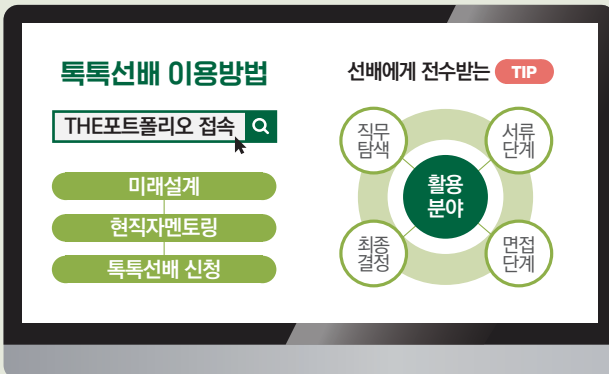 톡톡선배 이용방법
THE포트폴리오 접속
미래설계
현직자멘토링
톡톡선배 신청
선배에게 전수받는 TIP
직무
탐색
서류
단계
활용
분야
최종
결정
면접
단계